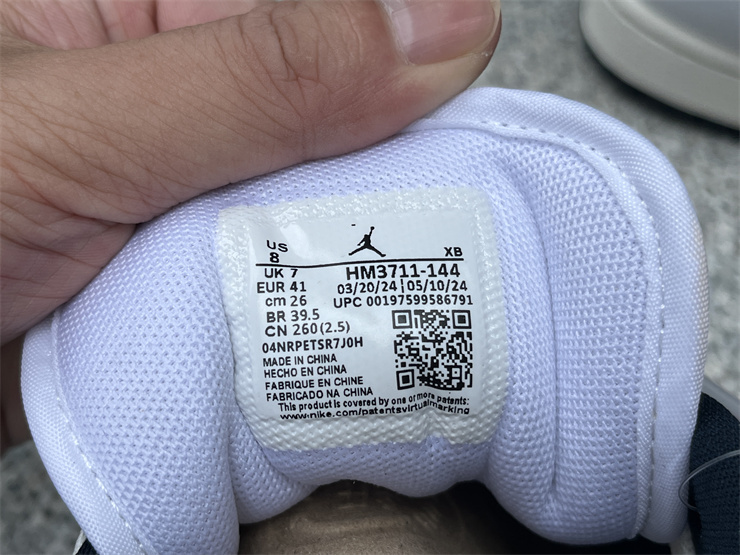 US
8
XB
UK 7
HM3711-144
EUR 41
03/20/24 | 05/10/24
cm 26
UPC 00197599586791
BR 39.5
CN 260(2.5)
04NRPETSR7J0H
MADE IN CHINA
HECHO EN CHINA
FABRIQUE EN CHINE
FABRICADO NA CHINA
This product is covered by one or more patents:
www.nike.com/patentsvirtualmarking